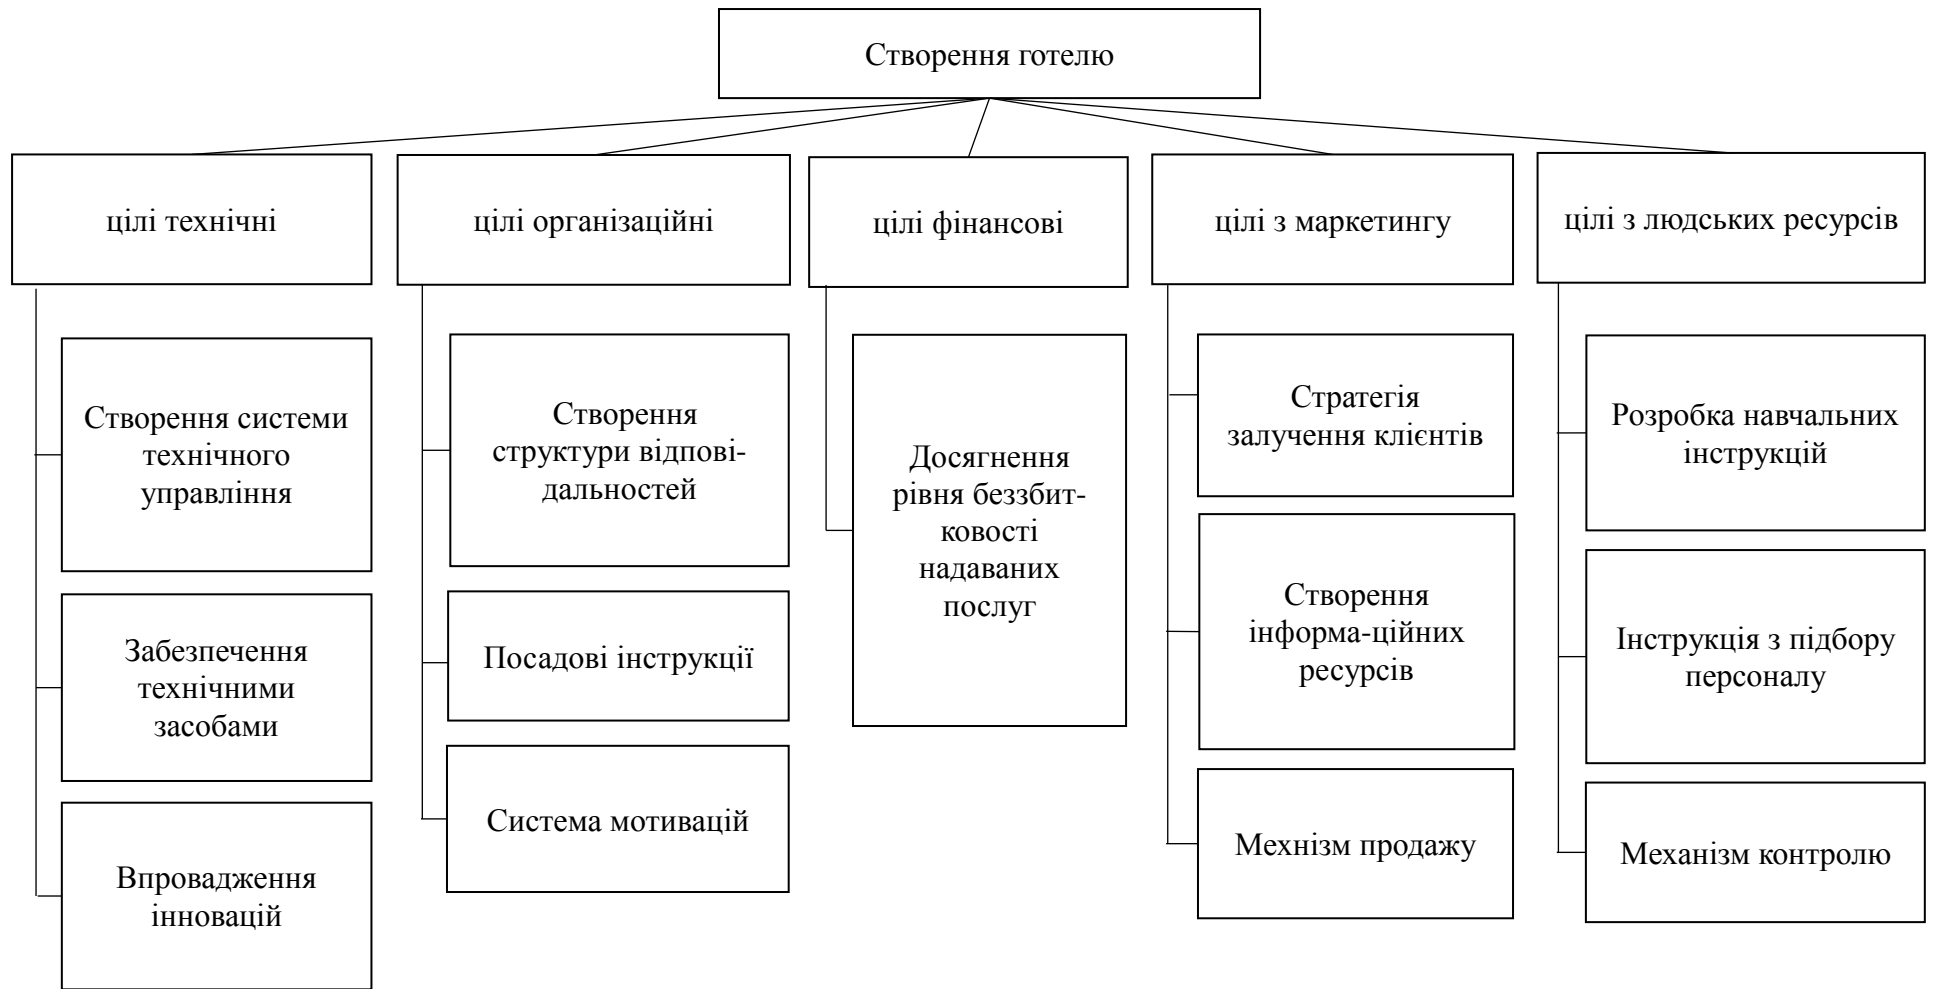 Створення готелю
цілі технічні
цілі організаційні
цілі фінансові
цілі з маркетингу
цілі з людських ресурсів
Створення системи
технічного
управління
Забезпечення
технічними
засобами
Впровадження
інновацій
Створення
структури відпові-
дальностей
Посадові інструкції
Система мотивацій
Досягнення
рівня беззбит-
ковості
надаваних
послуг
Стратегія
залучення клієнтів
Створення
інформа-ційних
ресурсів
Мехнізм продажу
Розробка навчальних
інструкцій
Інструкція з підбору
персоналу
Механізм контролю